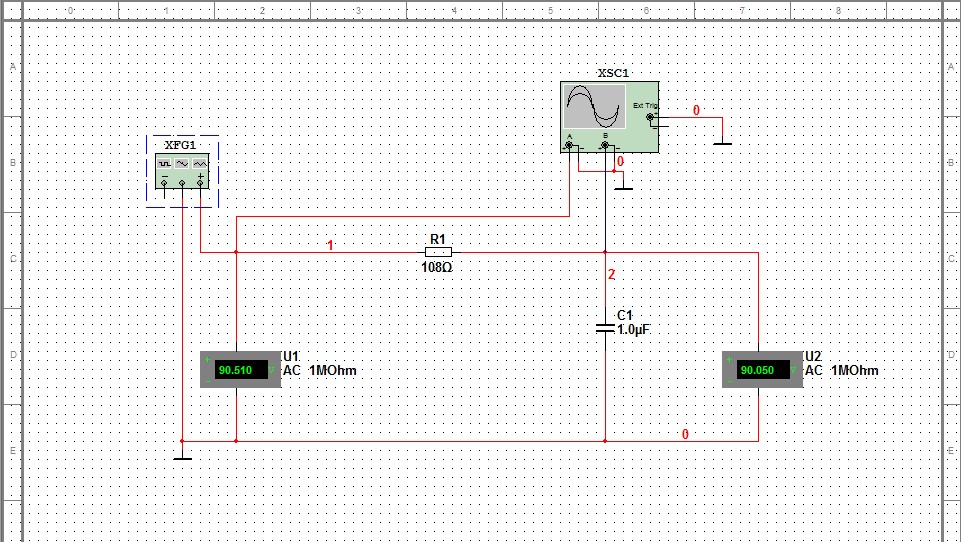 0 1 2 3 4 5 6 7 8
A A
XSC1
Ext Trig
+
0
A B
XFG1
B B
0
C C
1
R1
108Ω
2
C1
1.0µF
D D
U1
90.510 V
AC 1MOhm
U2
90.050 V
AC 1MOhm
0
E E